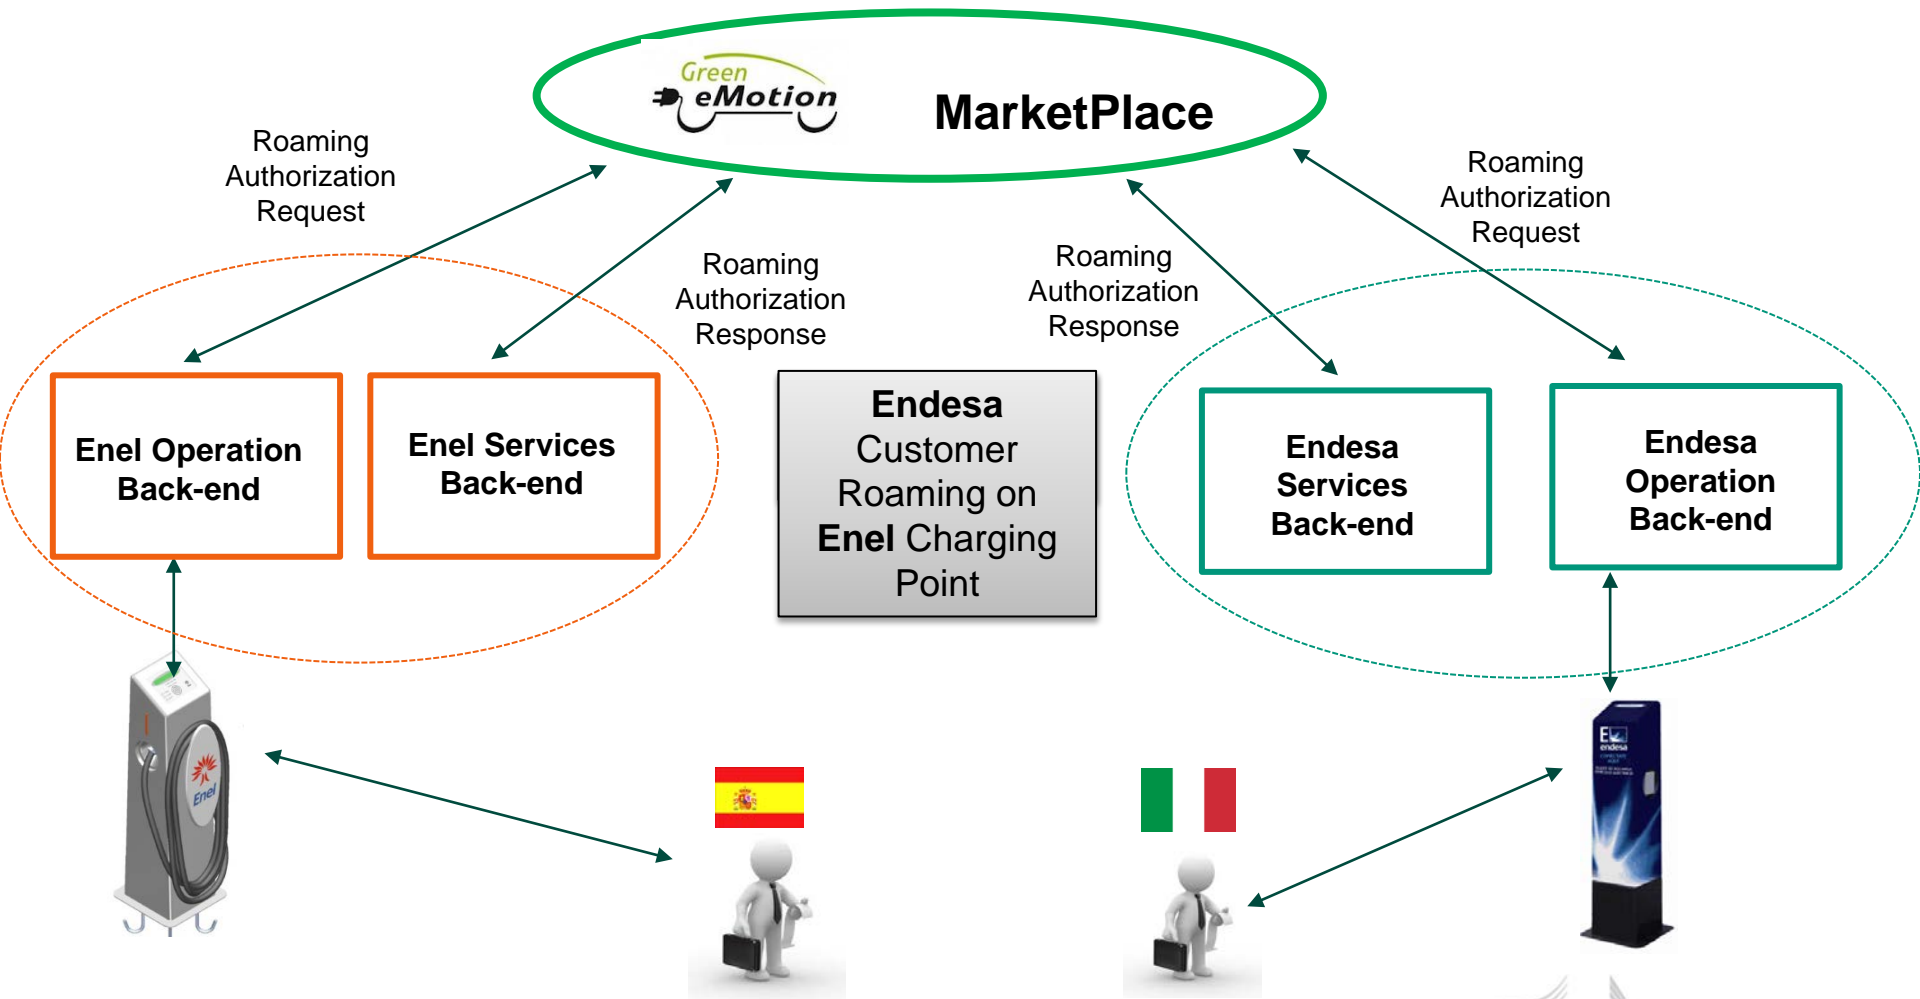 Green
eMotion
MarketPlace
Roaming
Authorization
Request
Roaming
Authorization
Response
Roaming
Authorization
Response
Roaming
Authorization
Request
Enel Operation
Back-end
Enel Services
Back-end
Endesa
Customer
Roaming on
Enel Charging
Point
Endesa
Services
Back-end
Endesa
Operation
Back-end
Enel
E
endesa